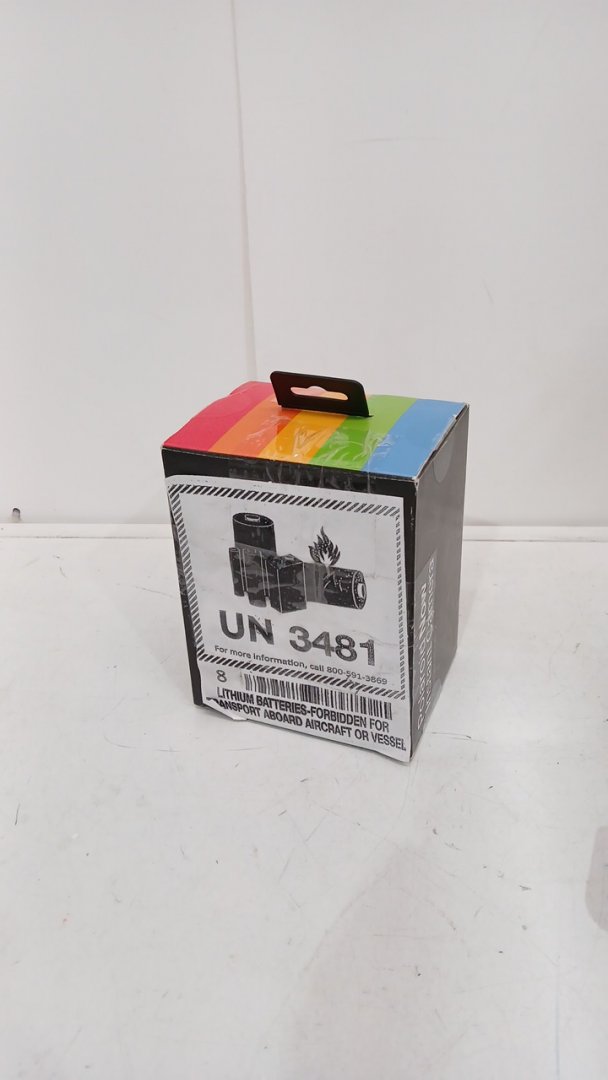 UN 3481
For more information, call 800-591-3869
8
LITHIUM BATTERIES-FORBIDDEN FOR
TRANSPORT ABOARD AIRCRAFT OR VESSEL